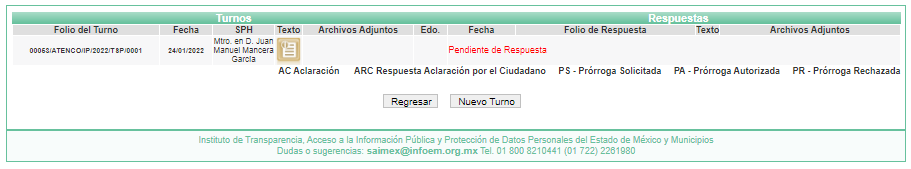 Turnos Respuestas
Folio del Turno Fecha SPH Texto Archivos Adjuntos Edo. Fecha Folio de Respuesta Texto Archivos Adjuntos
00063/ATENCO/IP/2022/TSP/0001 24/01/2022 Mtro. en D. Juan Manuel Mancera García Pendiente de Respuesta
AC Aclaración ARC Respuesta Aclaración por el Ciudadano PS - Prórroga Solicitada PA - Prórroga Autorizada PR - Prórroga Rechazada
Regresar Nuevo Turno
Instituto de Transparencia, Acceso a la Información Pública y Protección de Datos Personales del Estado de México y Municipios
Dudas o sugerencias: saimex@infoem.org.mx Tel. 01 800 8210441 (01 722) 2261980